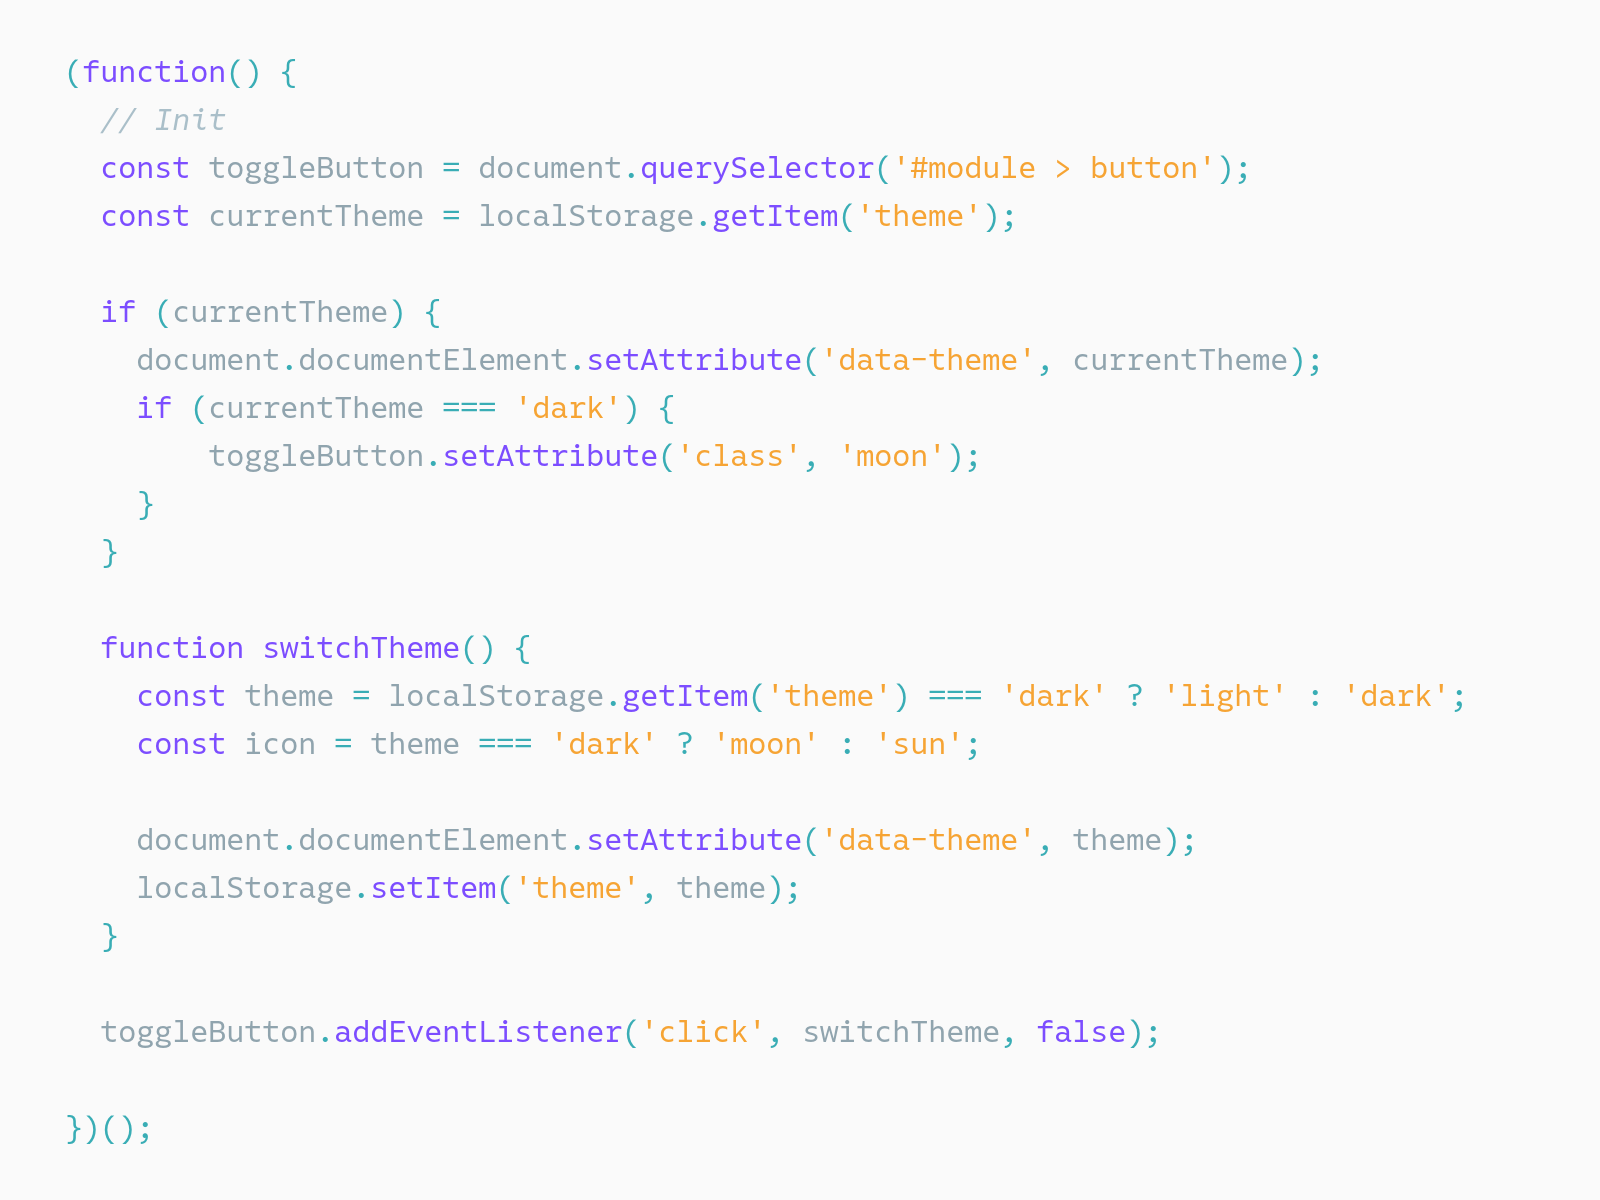 (function() {
  // Init
  const toggleButton = document.querySelector('#module > button');
  const currentTheme = localStorage.getItem('theme');

  if (currentTheme) {
    document.documentElement.setAttribute('data-theme', currentTheme);
    if (currentTheme === 'dark') {
        toggleButton.setAttribute('class', 'moon');
    }
  }

  function switchTheme() {
    const theme = localStorage.getItem('theme') === 'dark' ? 'light' : 'dark';
    const icon = theme === 'dark' ? 'moon' : 'sun';

    document.documentElement.setAttribute('data-theme', theme);
    localStorage.setItem('theme', theme);
  }

  toggleButton.addEventListener('click', switchTheme, false);

})();